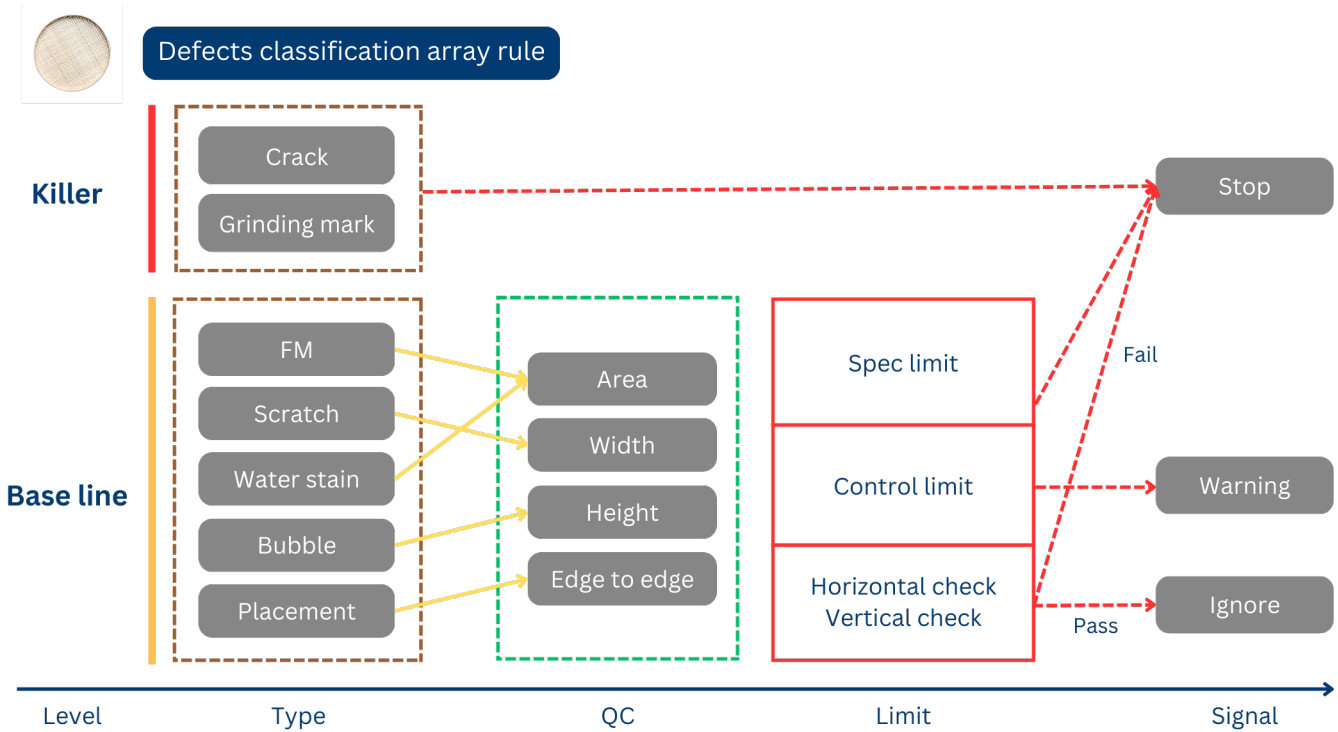 Defects classification array rule
Killer
Crack
Grinding mark
Stop
Base line
FM
Scratch
Water stain
Bubble
Placement
Area
Width
Height
Edge to edge
Spec limit
Control limit
Horizontal check
Vertical check
Fail
Pass
Warning
Ignore
Level
Type
QC
Limit
Signal